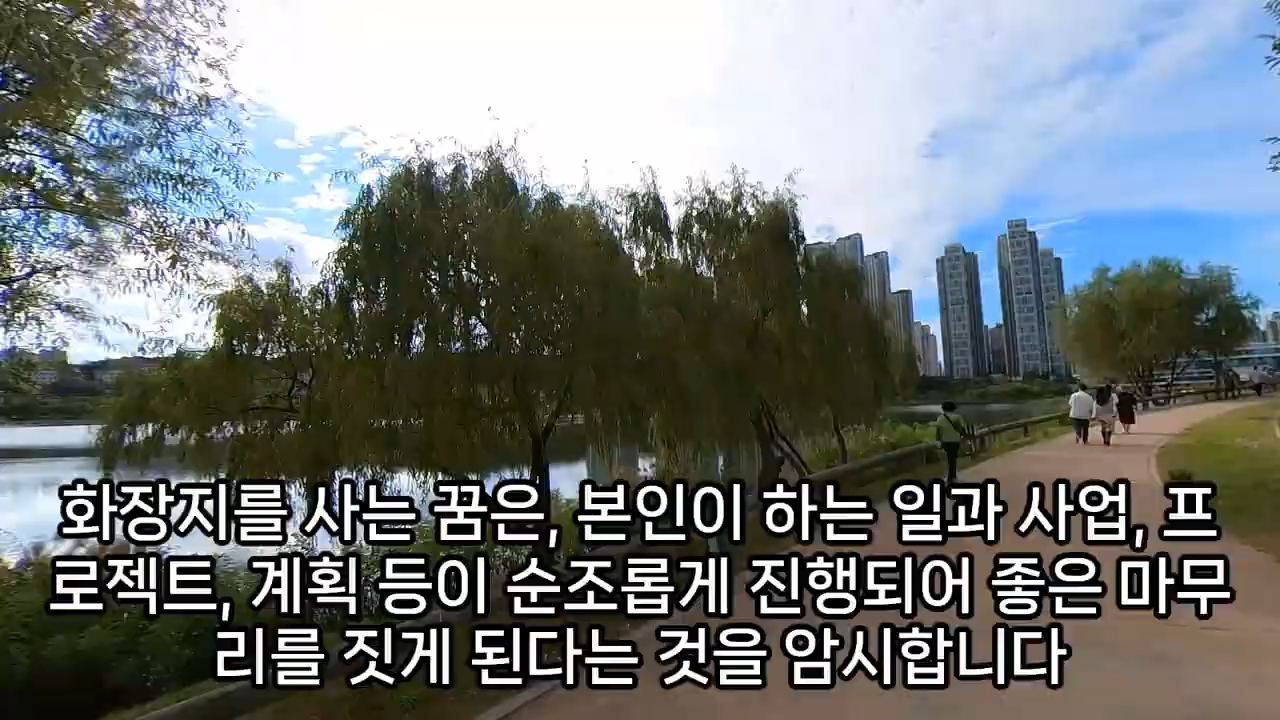 화장지를 사는 꿈은, 본인이 하는 일과 사업, 프
로젝트, 계획 등이 순조롭게 진행되어 좋은 마무
리를 짓게 된다는 것을 암시합니다